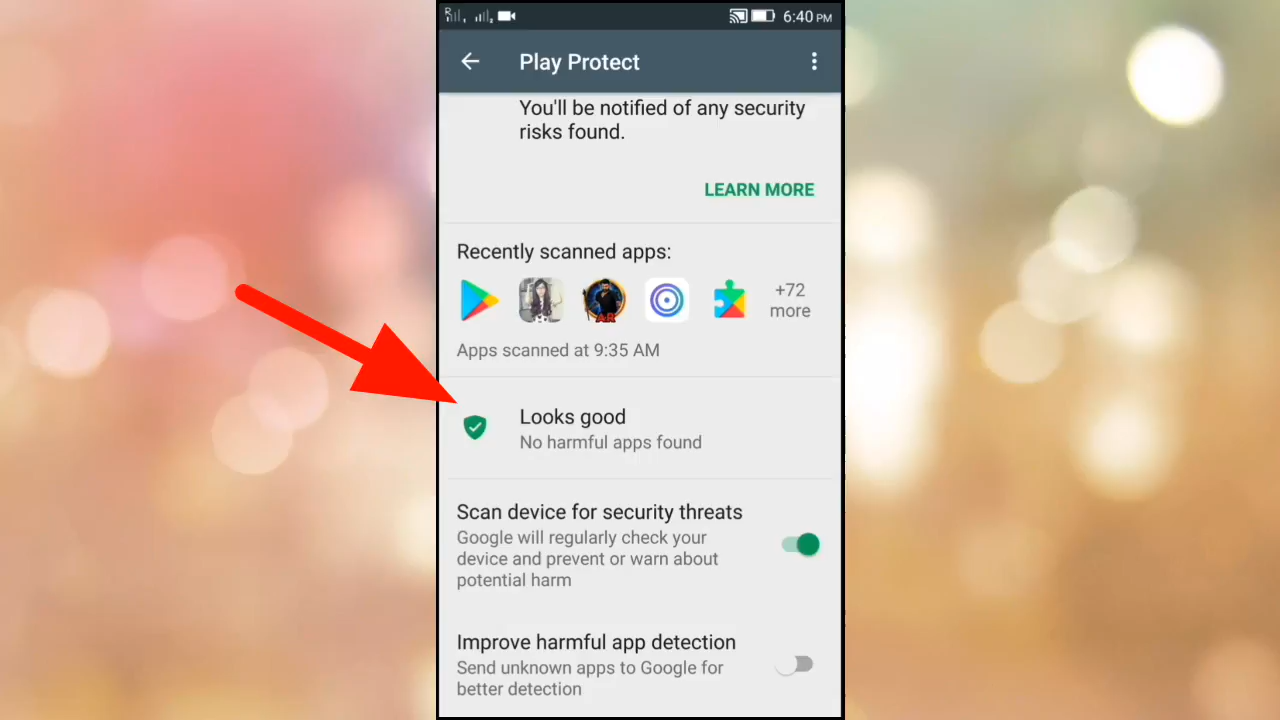 6:40 PM
Play Protect
You'll be notified of any security
risks found.
LEARN MORE
Recently scanned apps:
+72
more
AR
Apps scanned at 9:35 AM
Looks good
No harmful apps found
Scan device for security threats
Google will regularly check your
device and prevent or warn about
potential harm
Improve harmful app detection
Send unknown apps to Google for
better detection